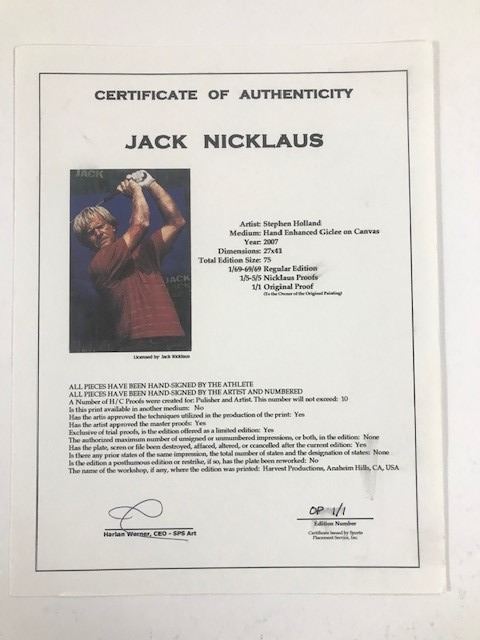 CERTIFICATE OF AUTHENTICITY
JACK NICKLAUS
JACK
JACK
Artist: Stephen Holland
Medium: Hand Enhanced Giclee on Canvas
Year: 2007
Dimensions: 27x41
Total Edition Size: 75
1/69-69/69 Regular Edition
1/5-5/5 Nicklaus Proofs
1/1 Original Proof
(To the Owner of the Original Painting)
Licensed by Jack Nicklaus
ALL PIECES HAVE BEEN HAND-SIGNED BY THE ATHLETE
ALL PIECES HAVE BEEN HAND-SIGNED BY THE ARTIST AND NUMBERED
A Number of H/C Proofs were created for: Pulisher and Artist. This number will not exceed: 10
Is this print available in another medium: No
Has the artis approved the techniques utilized in the production of the print: Yes
Has the artist approved the master proofs: Yes
Exclusive of trial proofs, is the edition offered as a limited edition: Yes
The authorized maximum number of unsigned or unnumbered impressions, or both, in the edition: None
Has the plate, screen or file been destroyed, affaced, altered, or ccancelled after the current edition: Yes
Is there any prior states of the same impression, the total number of states and the designation of states: None
Is the edition a posthumous edition or restrike, if so, has the plate been reworked: No
The name of the workshop, if any, where the edition was printed: Harvest Productions, Anaheim Hills, CA, USA
OP 1/1
Harlan Werner, CEO - SPS Art
Edition Number
Certificate issued by Sports
Placement Service, Inc.